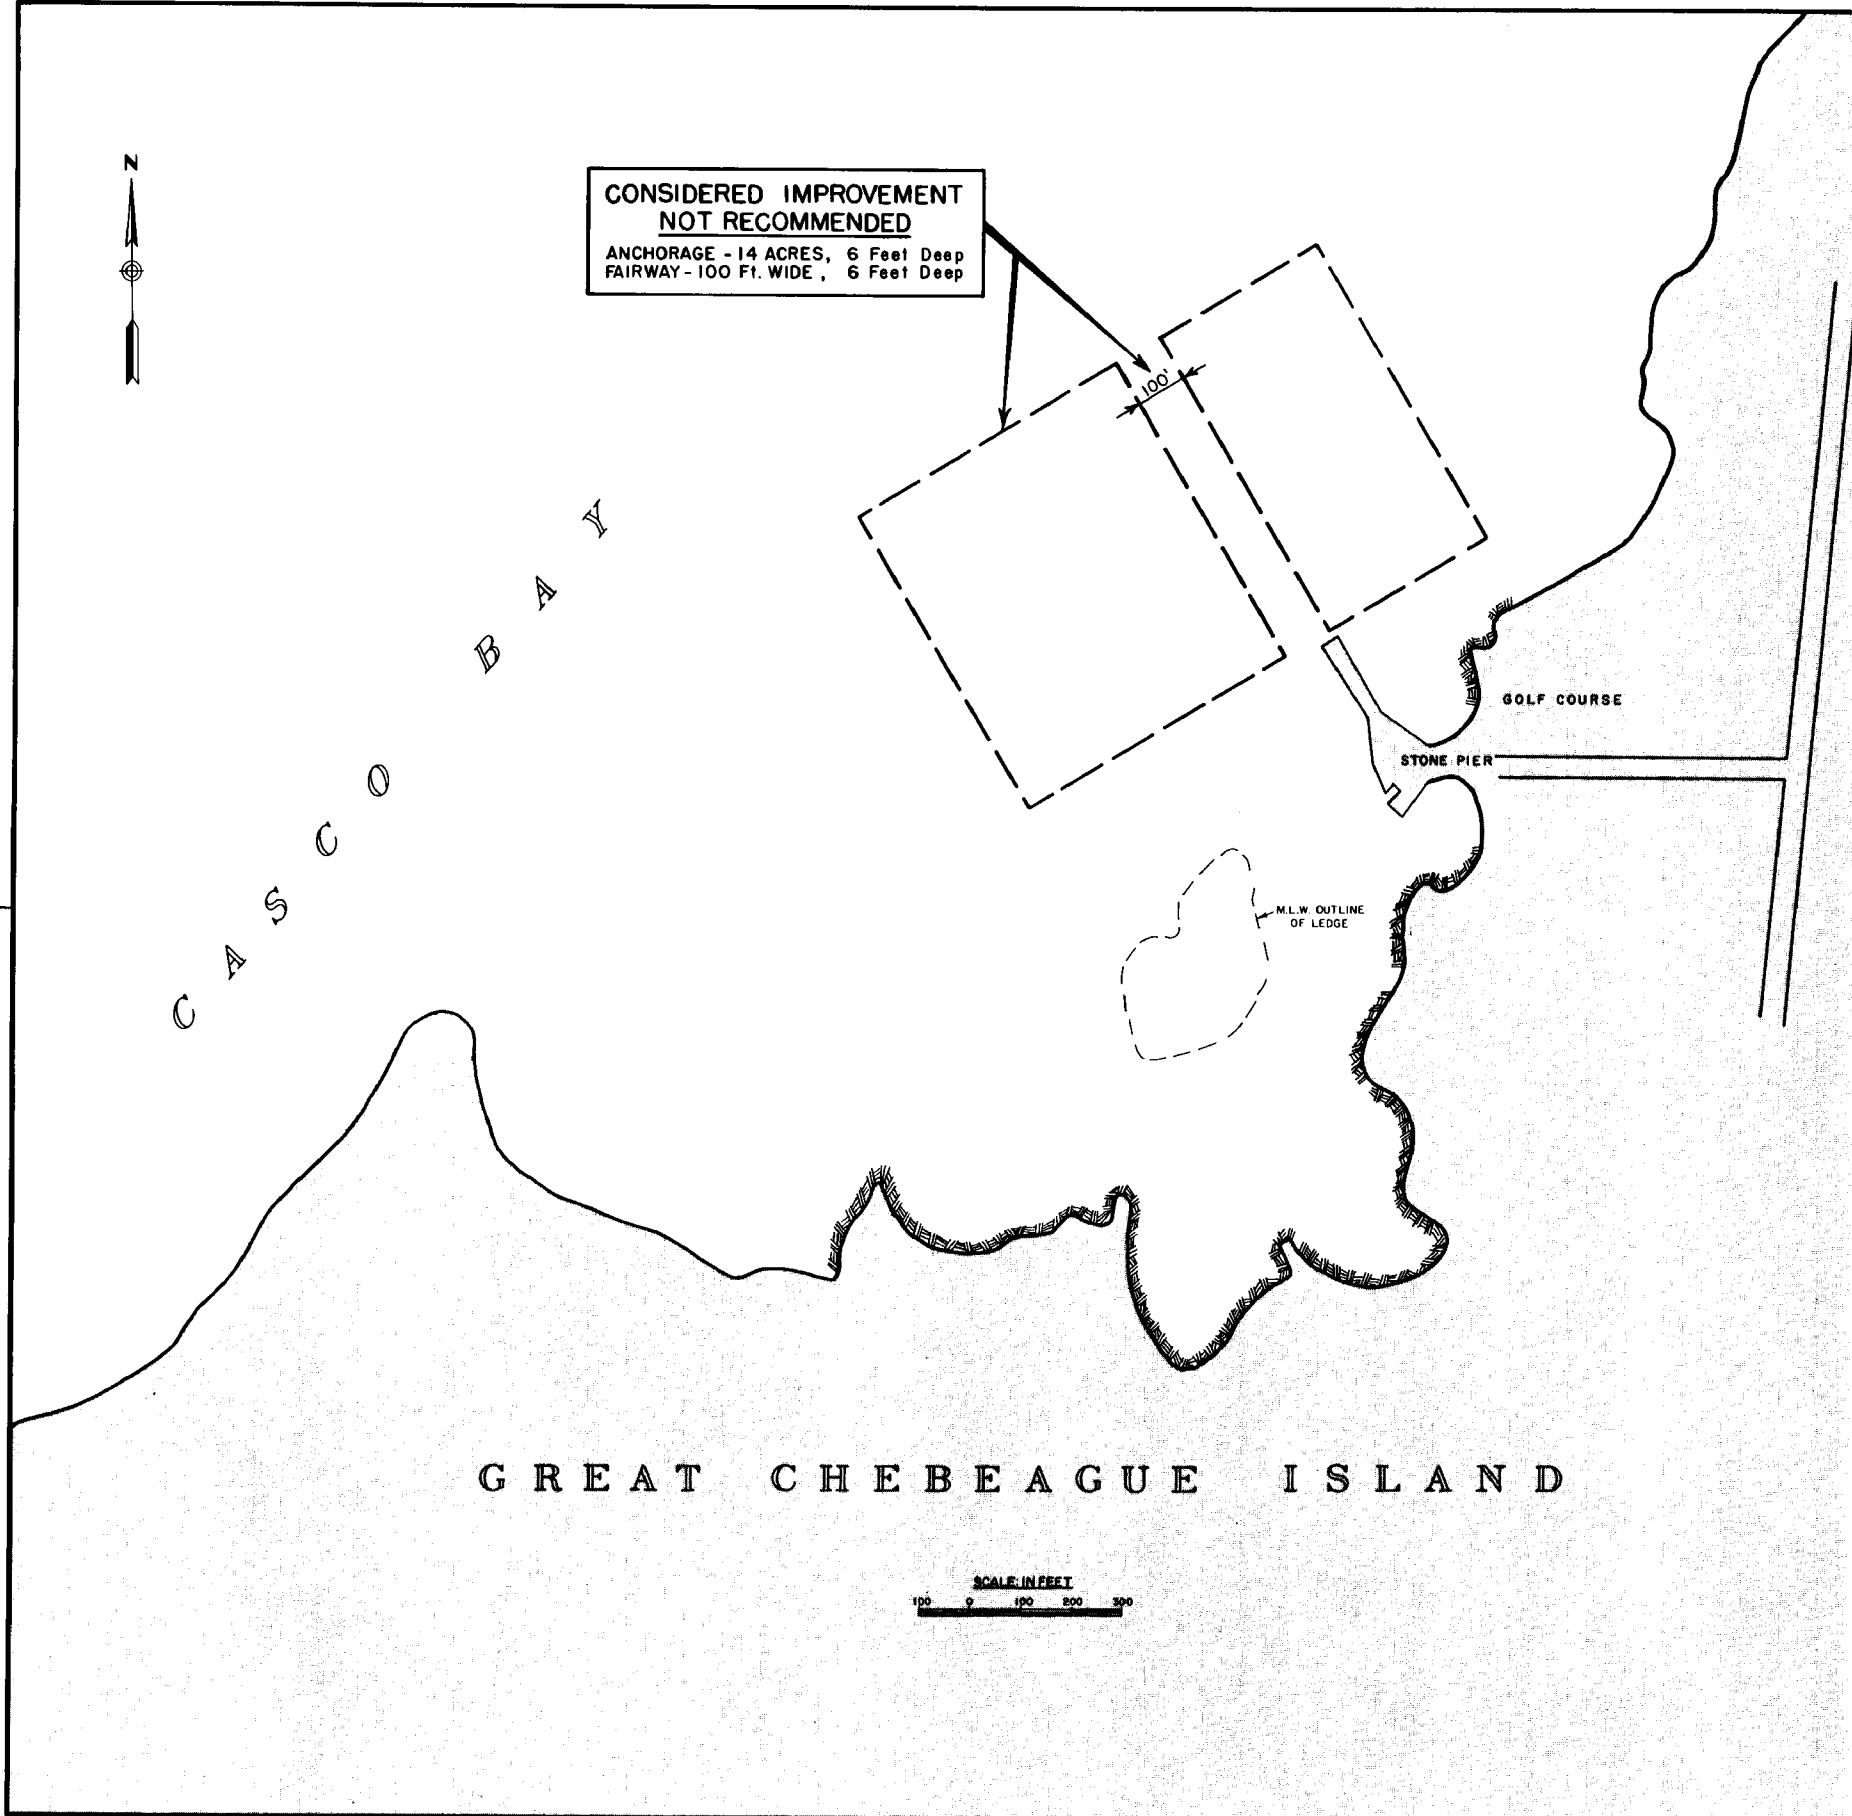 N
CONSIDERED IMPROVEMENT
NOT RECOMMENDED
ANCHORAGE - 14 ACRES, 6 Feet Deep
FAIRWAY - 100 Ft. WIDE, 6 Feet Deep
100'
CASCO BAY
GOLF COURSE
STONE PIER
M.L.W. OUTLINE
OF LEDGE
GREAT CHEBEAGUE ISLAND
SCALE: IN FEET
100 0 100 200 300